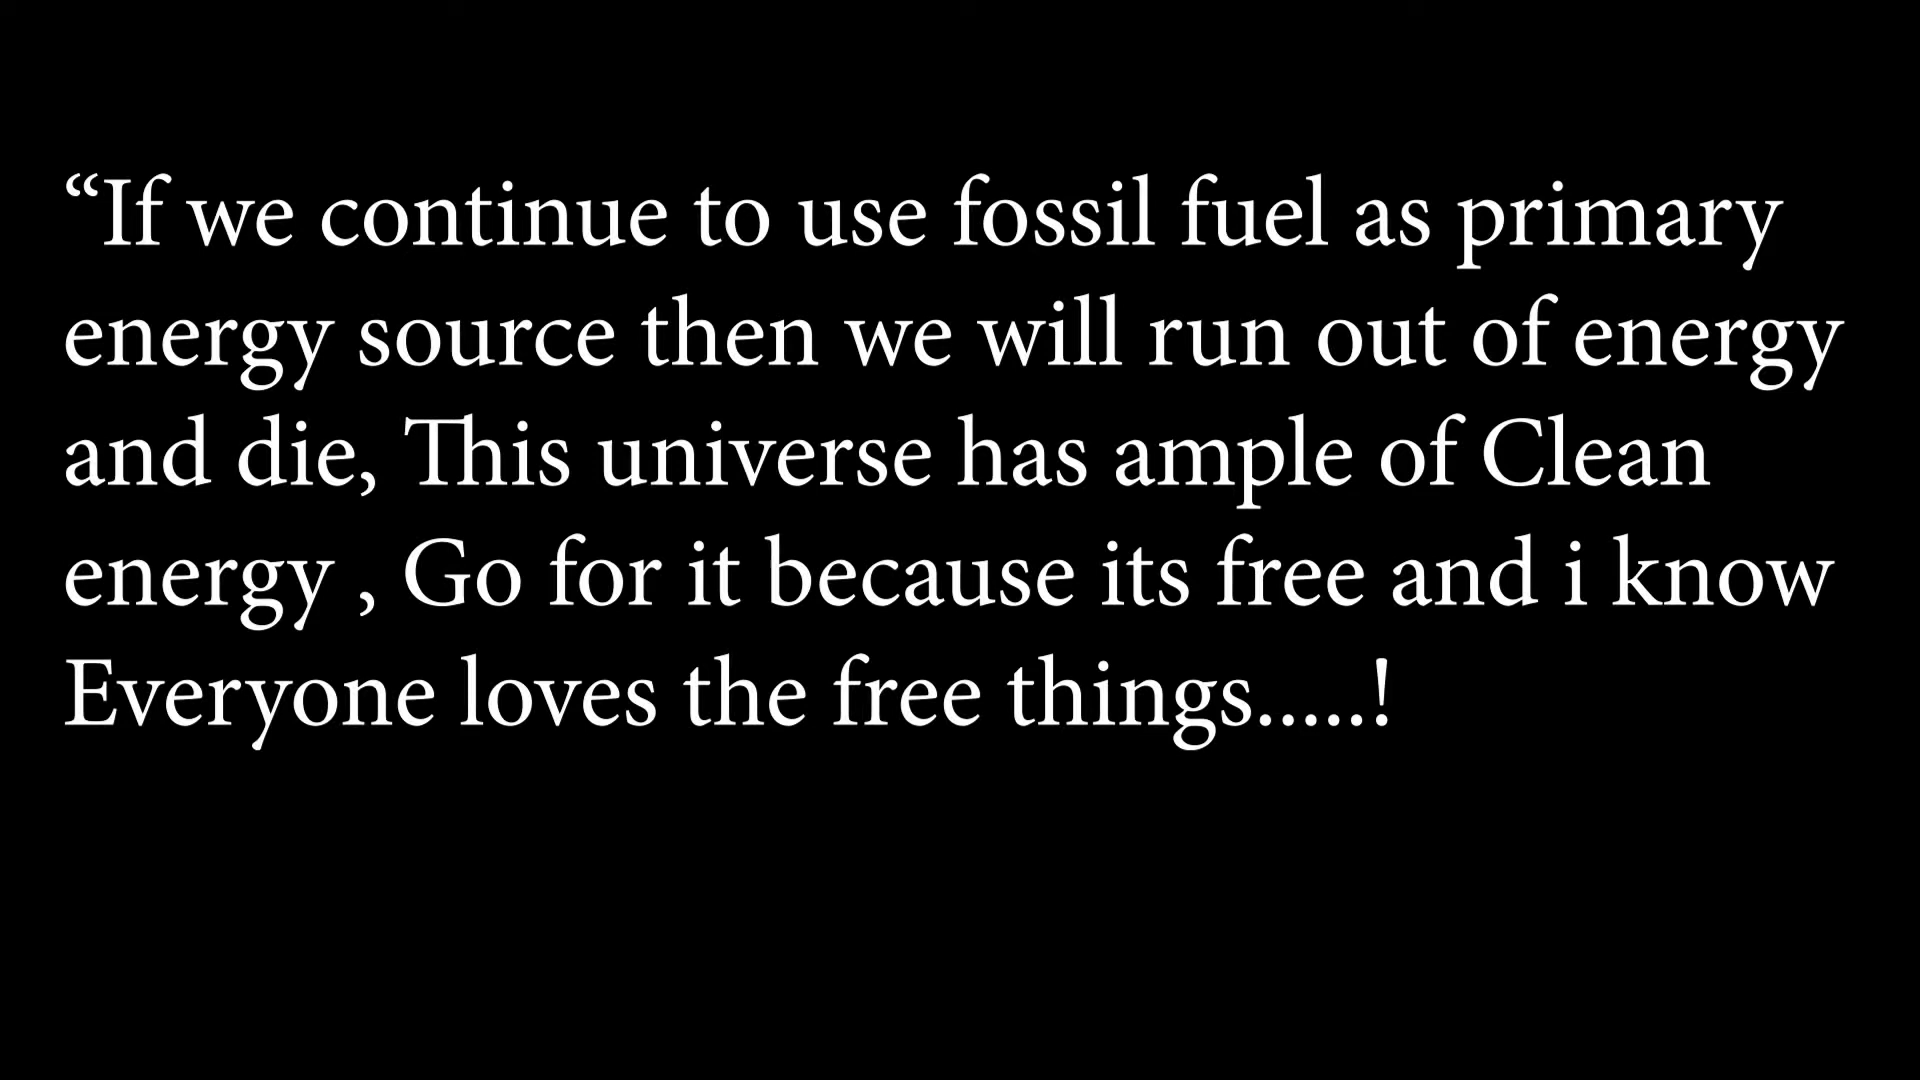 “If we continue to use fossil fuel as primary
energy source then we will run out of energy
and die, This universe has ample of Clean
energy , Go for it because its free and i know
Everyone loves the free things.....!